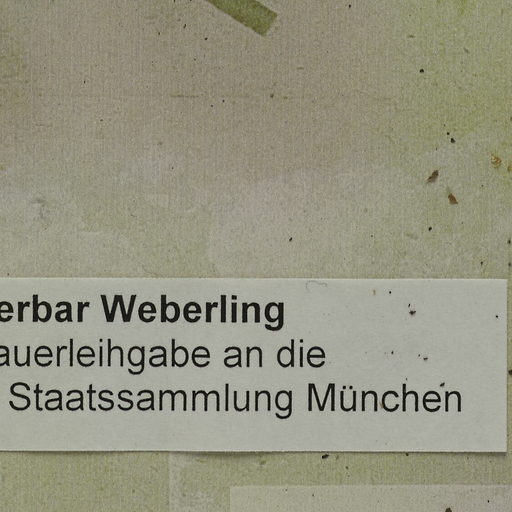 erbar Weberling
auerleihgabe an die
Staatssammlung München